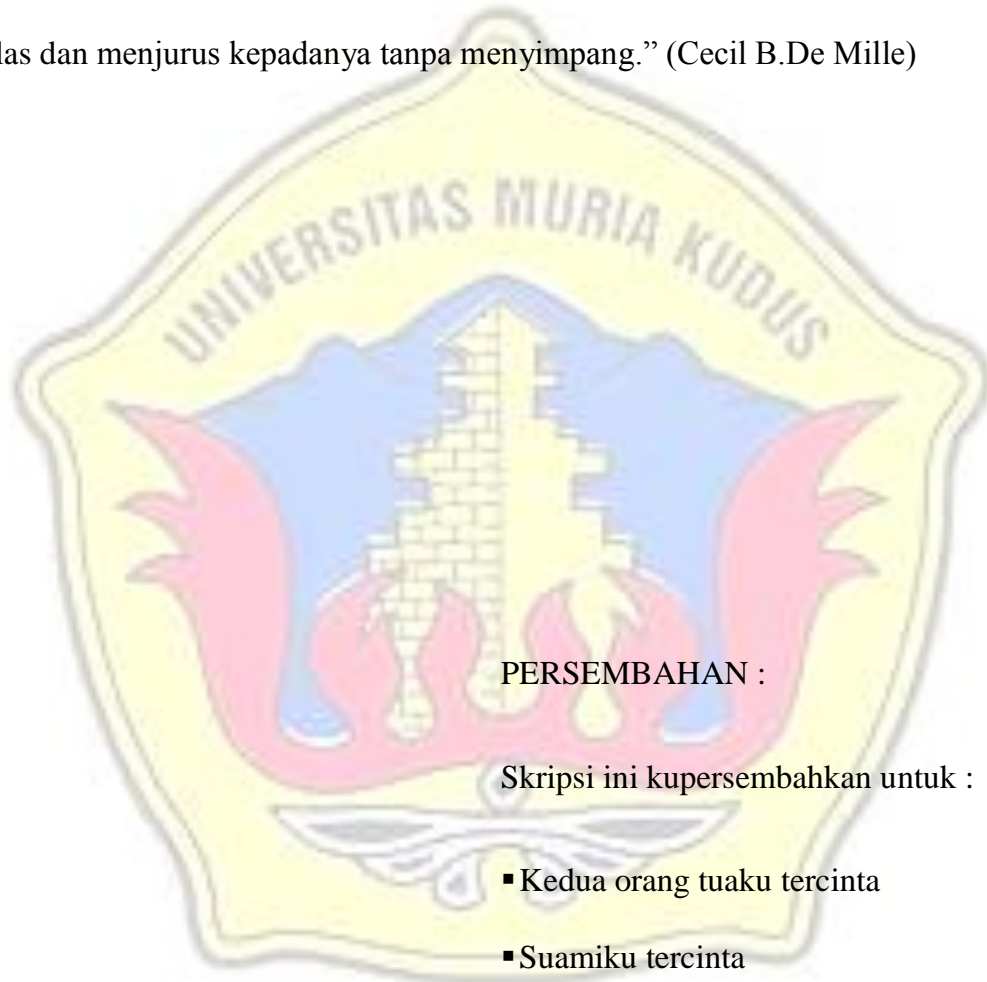 las dan menjurus kepadanya tanpa menyimpang.” (Cecil B.De Mille)
UNIVERSITAS MURIA KUDUS
PERSEMBAHAN :
Skripsi ini kupersembahkan untuk :
▪Kedua orang tuaku tercinta
▪Suamiku tercinta